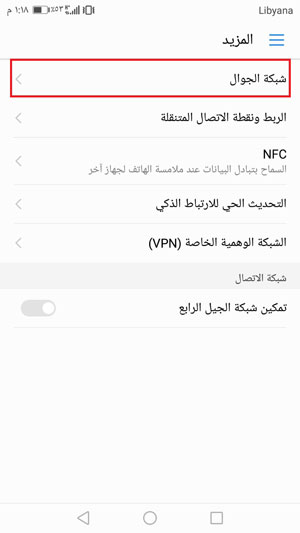 Libyana ٥٣٪ ١:١٨ م
المزيد
شبكة الجوال
الربط ونقطة الاتصال المتنقلة
NFC
السماح بتبادل البيانات عند ملامسة الهاتف لجهاز آخر
التحديث الحي للارتباط الذكي
الشبكة الوهمية الخاصة (VPN)
شبكة الاتصال
تمكين شبكة الجيل الرابع